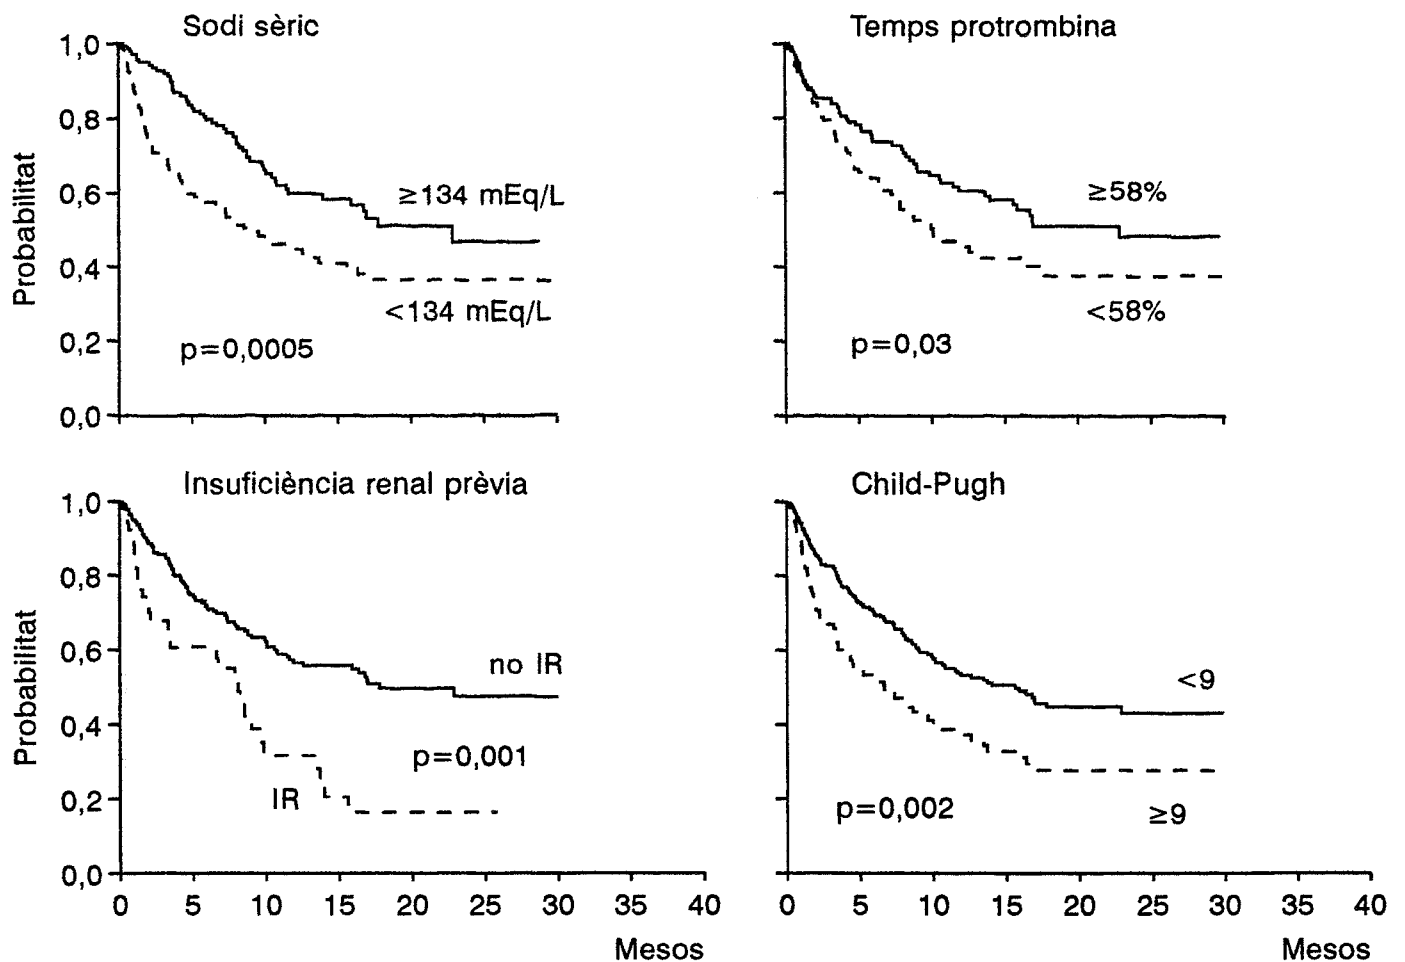 Sodi sèric
1,0
0,8
0,6
0,4
0,2
0,0
Probabilitat
≥134 mEq/L
<134 mEq/L
p=0,0005
Temps protrombina
≥58%
<58%
p=0,03
Insuficiència renal prèvia
1,0
0,8
0,6
0,4
0,2
0,0
Probabilitat
no IR
p=0,001
IR
0 5 10 15 20 25 30 35 40
Mesos
Child-Pugh
<9
p=0,002
≥9
0 5 10 15 20 25 30 35 40
Mesos